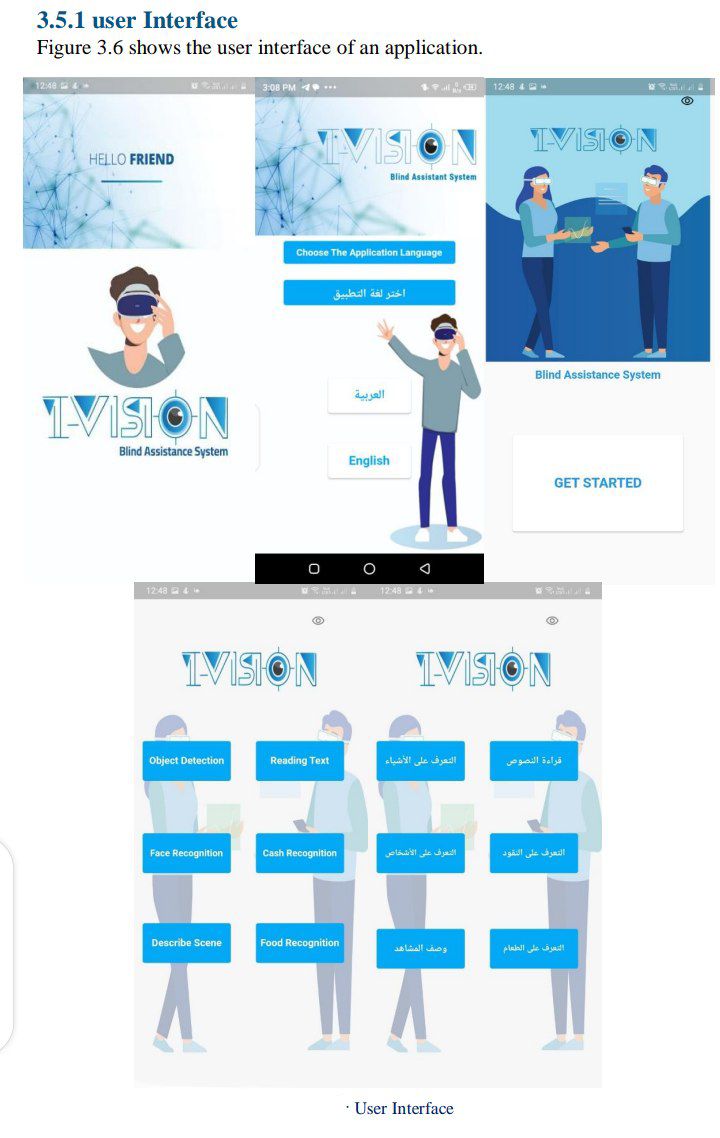 3.5.1 user Interface
Figure 3.6 shows the user interface of an application.
12:48
HELLO FRIEND
I-VISION
Blind Assistance System
3:08 PM
I-VISION
Blind Assistant System
Choose The Application Language
اختر لغة التطبيق
العربية
English
12:48
I-VISION
Blind Assistance System
GET STARTED
12:48
I-VISION
Object Detection
Reading Text
Face Recognition
Cash Recognition
Describe Scene
Food Recognition
12:48
I-VISION
التعرف على الأشياء
قراءة النصوص
التعرف على الأشخاص
التعرف على النقود
وصف المشاهد
التعرف على الطعام
· User Interface